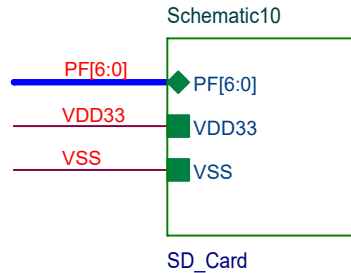 Schematic10
PF[6:0] PF[6:0]
VDD33 VDD33
VSS VSS
SD_Card